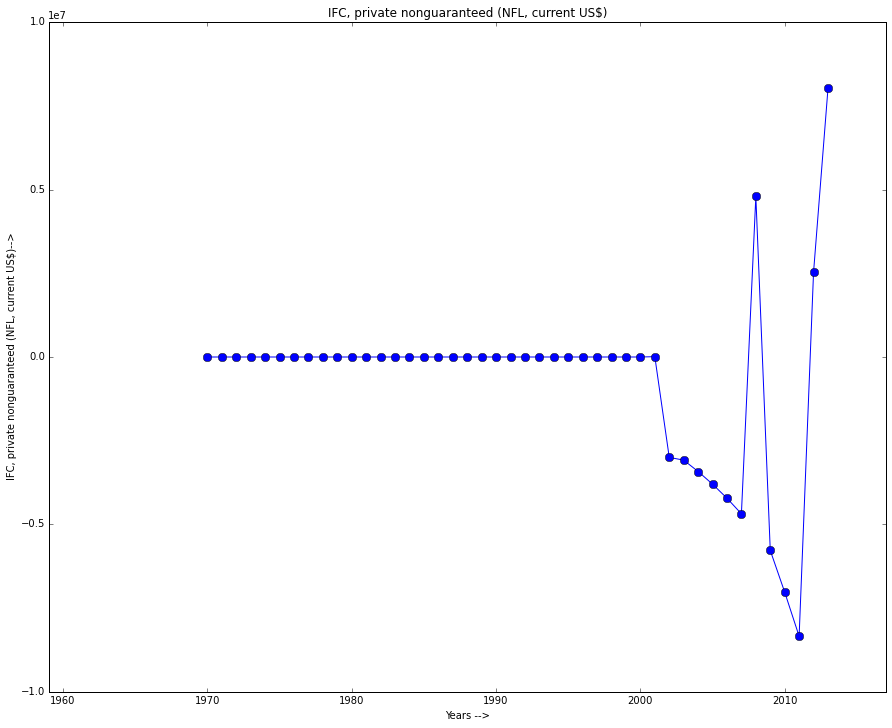 IFC, private nonguaranteed (NFL, current US$)
1e7
1.0
0.5
0.0
−0.5
−1.0
IFC, private nonguaranteed (NFL, current US$)-->
1960 1970 1980 1990 2000 2010
Years -->